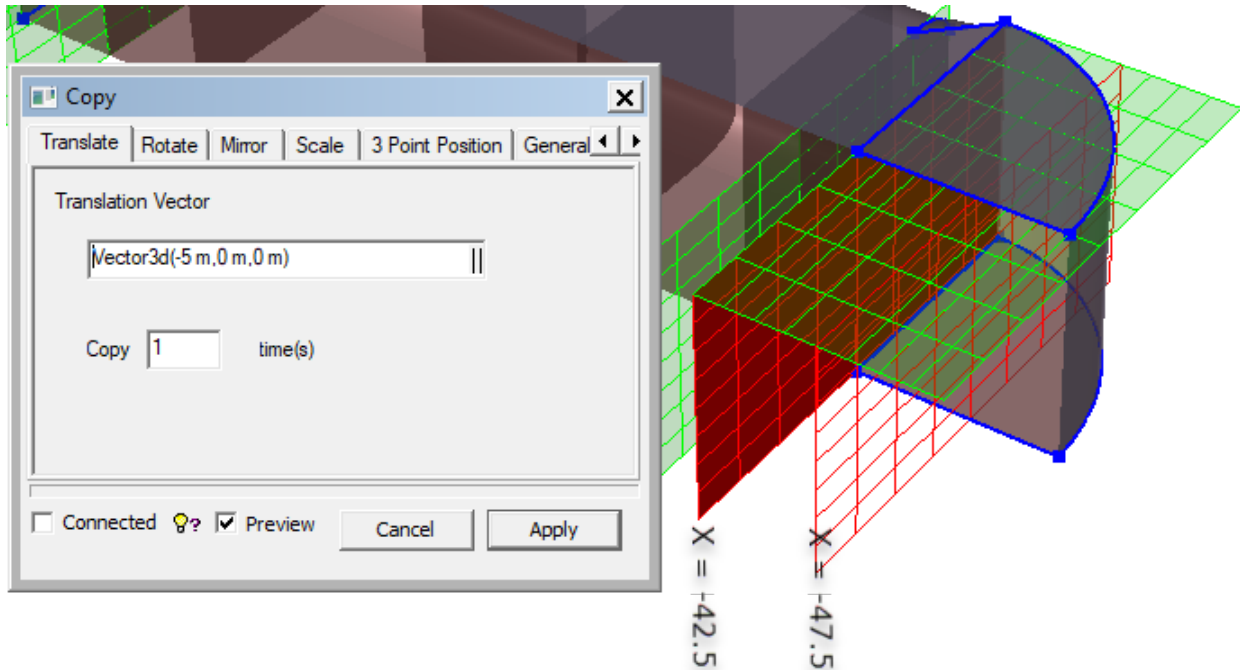 Copy
Translate Rotate Mirror Scale 3 Point Position General
Translation Vector
Vector3d(-5 m,0 m,0 m)
Copy 1 time(s)
Connected ? Preview Cancel Apply
X = -42.5
X = -47.5